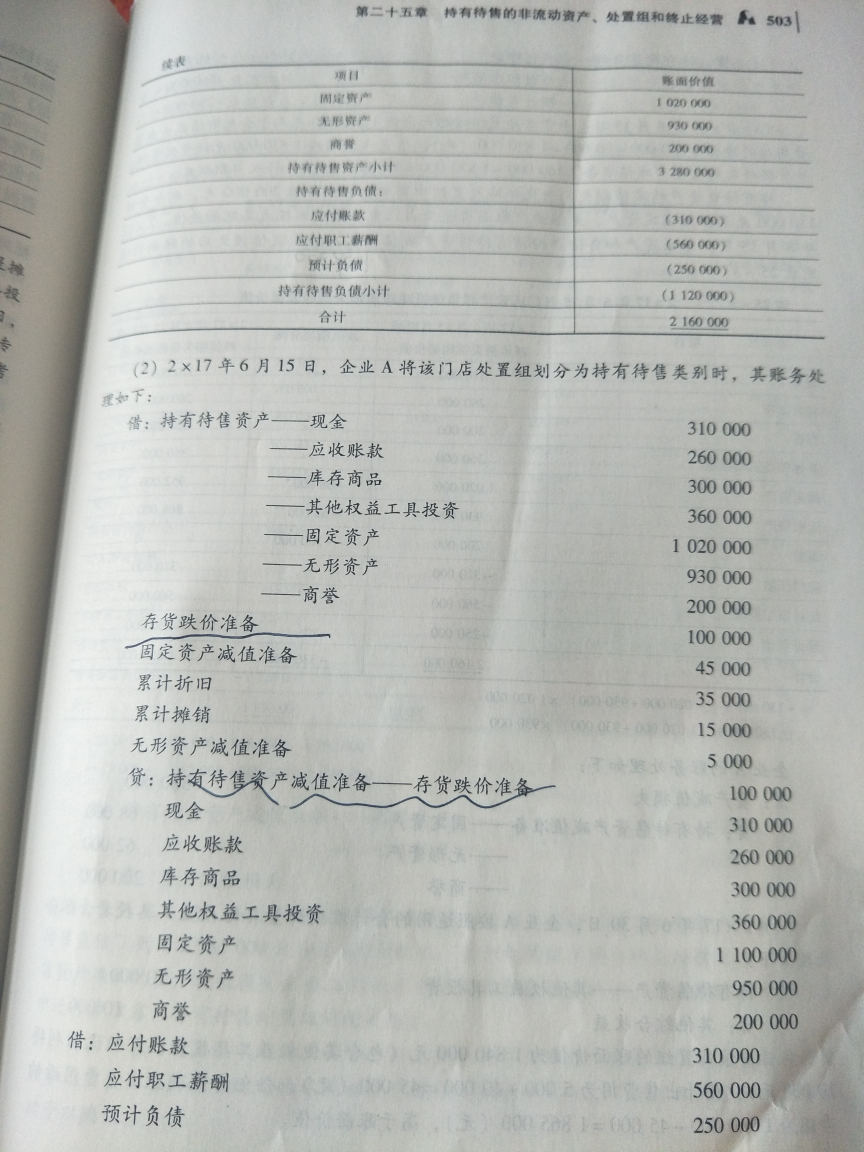 第二十五章 持有待售的非流动资产、处置组和终止经营 503
续表
项目 账面价值
固定资产 1 020 000
无形资产 930 000
商誉 200 000
持有待售资产小计 3 280 000
持有待售负债：
应付账款 (310 000)
应付职工薪酬 (560 000)
预计负债 (250 000)
持有待售负债小计 (1 120 000)
合计 2 160 000
(2) 2×17 年 6 月 15 日，企业 A 将该门店处置组划分为持有待售类别时，其账务处
理如下：
借：持有待售资产——现金 310 000
——应收账款 260 000
——库存商品 300 000
——其他权益工具投资 360 000
——固定资产 1 020 000
——无形资产 930 000
——商誉 200 000
存货跌价准备 100 000
固定资产减值准备 45 000
累计折旧 35 000
累计摊销 15 000
无形资产减值准备 5 000
贷：持有待售资产减值准备——存货跌价准备 100 000
现金 310 000
应收账款 260 000
库存商品 300 000
其他权益工具投资 360 000
固定资产 1 100 000
无形资产 950 000
商誉 200 000
借：应付账款 310 000
应付职工薪酬 560 000
预计负债 250 000